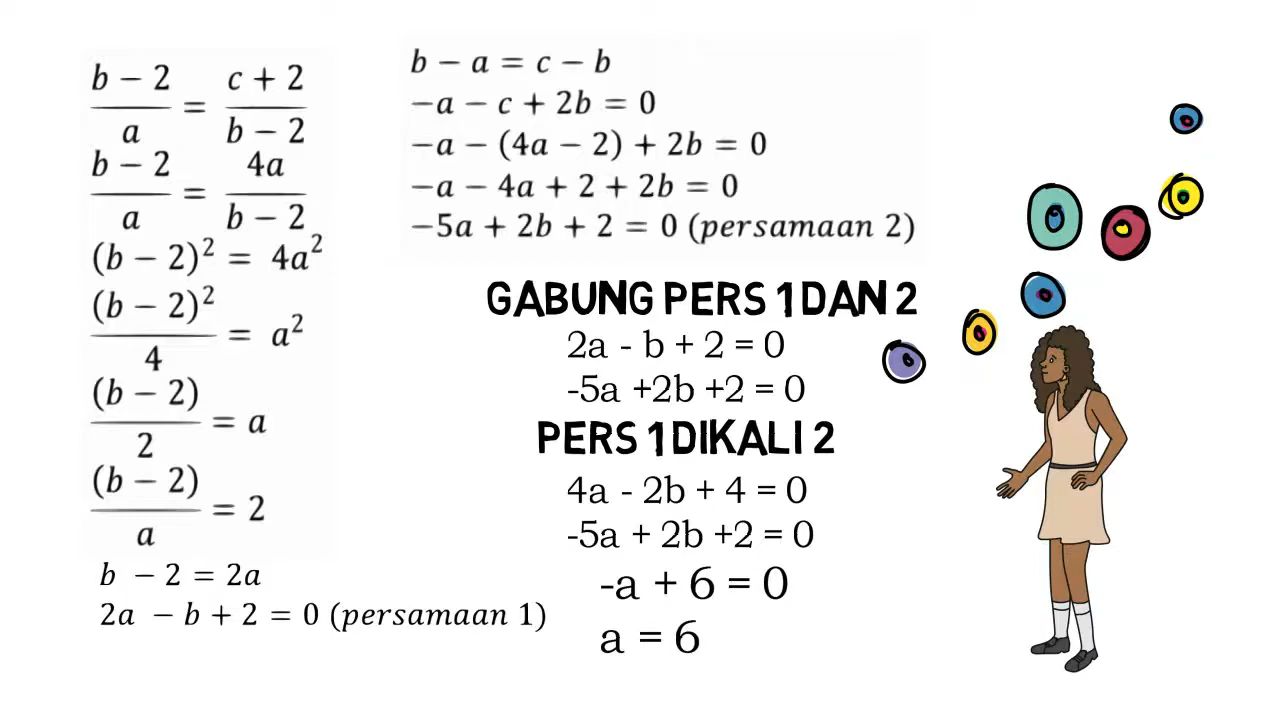 b − 2 / a = c + 2 / b − 2
b − 2 / a = 4a / b − 2
(b − 2)² = 4a²
(b − 2)² / 4 = a²
(b − 2) / 2 = a
(b − 2) / a = 2
b − 2 = 2a
2a − b + 2 = 0 (persamaan 1)
b − a = c − b
−a − c + 2b = 0
−a − (4a − 2) + 2b = 0
−a − 4a + 2 + 2b = 0
−5a + 2b + 2 = 0 (persamaan 2)
GABUNG PERS 1 DAN 2
2a - b + 2 = 0
-5a +2b +2 = 0
PERS 1 DIKALI 2
4a - 2b + 4 = 0
-5a + 2b +2 = 0
-a + 6 = 0
a = 6